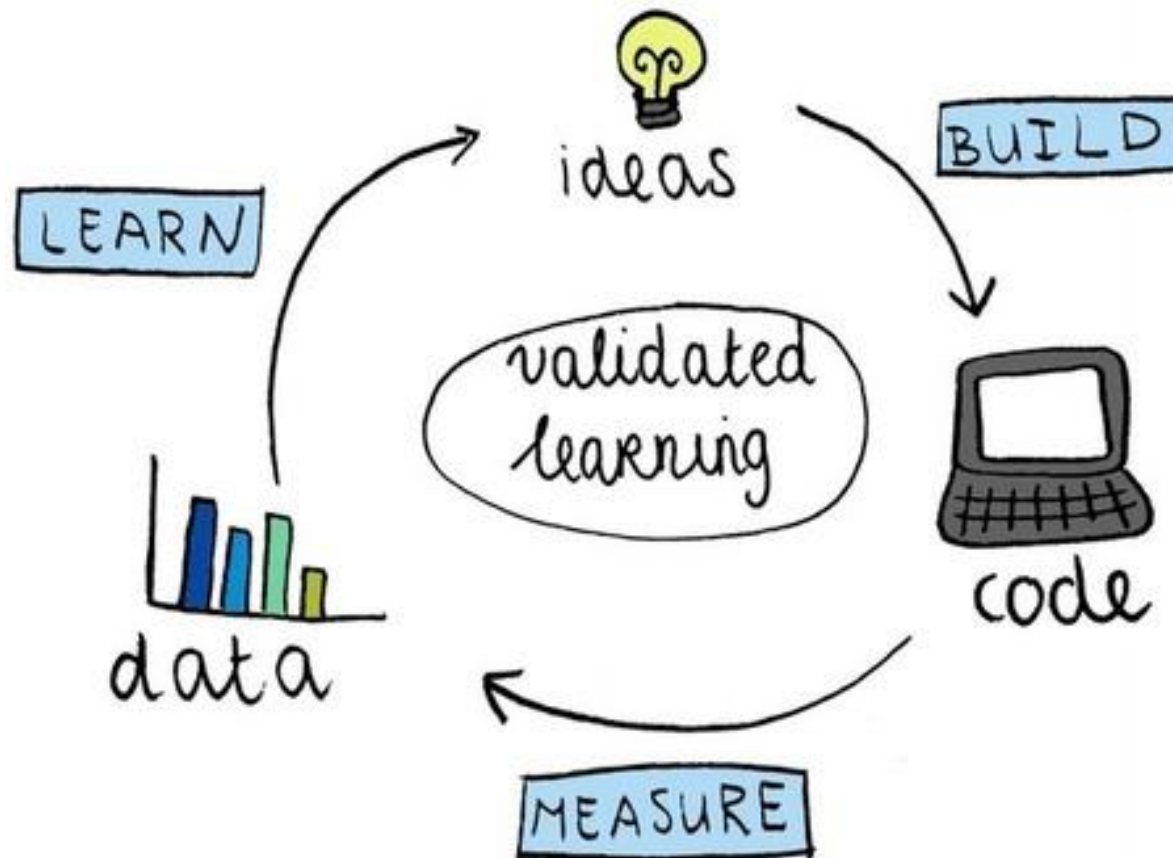 ideas
BUILD
LEARN
validated
learning
code
data
MEASURE